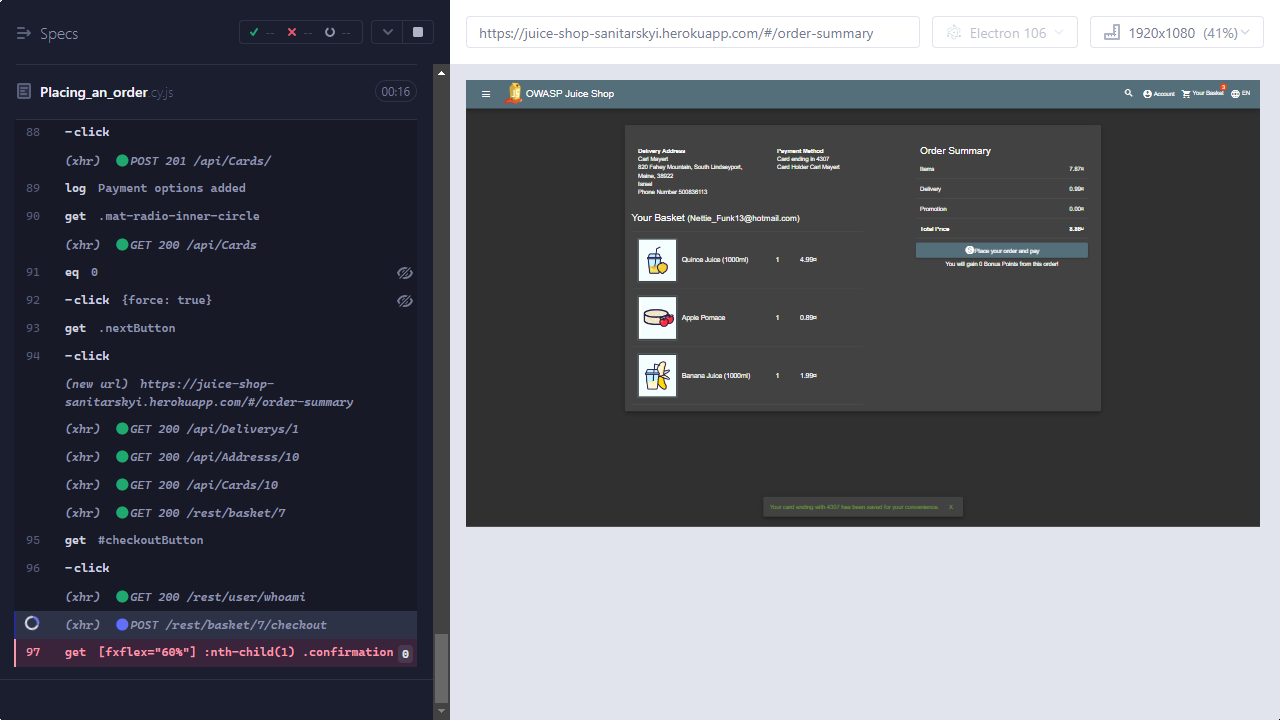 Specs
-- -- --
Placing_an_order.cy.js 00:16
88 -click
(xhr) POST 201 /api/Cards/
89 log Payment options added
90 get .mat-radio-inner-circle
(xhr) GET 200 /api/Cards
91 eq 0
92 -click {force: true}
93 get .nextButton
94 -click
(new url) https://juice-shop-
sanitarskyi.herokuapp.com/#/order-summary
(xhr) GET 200 /api/Deliverys/1
(xhr) GET 200 /api/Addresss/10
(xhr) GET 200 /api/Cards/10
(xhr) GET 200 /rest/basket/7
95 get #checkoutButton
96 -click
(xhr) GET 200 /rest/user/whoami
(xhr) POST /rest/basket/7/checkout
97 get [fxflex="60%"] :nth-child(1) .confirmation 0
https://juice-shop-sanitarskyi.herokuapp.com/#/order-summary
Electron 106
1920x1080 (41%)
OWASP Juice Shop
Account
Your Basket 3
EN
Delivery Address
Carl Mayert
620 Fahey Mountain, South Lindseyport,
Maine, 38922
Israel
Phone Number 500836113
Payment Method
Card ending in 4307
Card Holder Carl Mayert
Your Basket (Nettie_Funk13@hotmail.com)
Quince Juice (1000ml) 1 4.99¤
Apple Pomace 1 0.89¤
Banana Juice (1000ml) 1 1.99¤
Order Summary
Items 7.87¤
Delivery 0.99¤
Promotion 0.00¤
Total Price 8.86¤
Place your order and pay
You will gain 0 Bonus Points from this order!
Your card ending with 4307 has been saved for your convenience. X